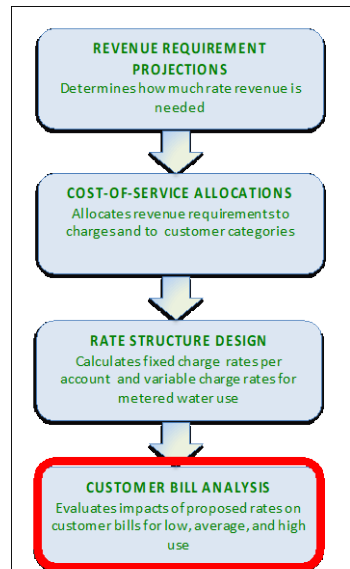 REVENUE REQUIREMENT
PROJECTIONS
Determines how much rate revenue is
needed
COST-OF-SERVICE ALLOCATIONS
Allocates revenue requirements to
charges and to customer categories
RATE STRUCTURE DESIGN
Calculates fixed charge rates per
account and variable charge rates for
metered water use
CUSTOMER BILL ANALYSIS
Evaluates impacts of proposed rates on
customer bills for low, average, and high
use